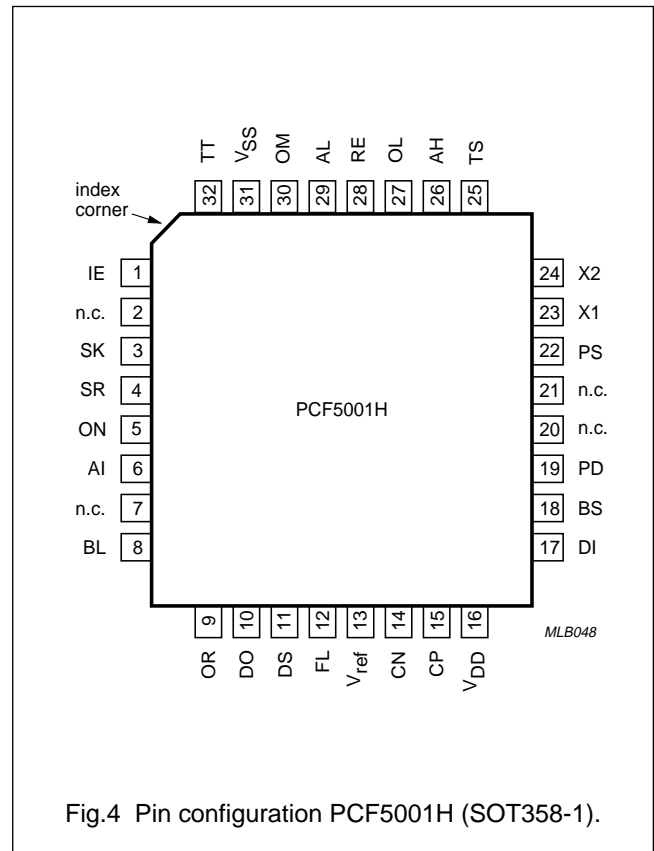 TT VSS OM AL RE OL AH TS
32 31 30 29 28 27 26 25
index
corner
IE 1
n.c. 2
SK 3
SR 4
ON 5
AI 6
n.c. 7
BL 8
PCF5001H
24 X2
23 X1
22 PS
21 n.c.
20 n.c.
19 PD
18 BS
17 DI
9 10 11 12 13 14 15 16
OR DO DS FL Vref CN CP VDD
MLB048
Fig.4 Pin configuration PCF5001H (SOT358-1).